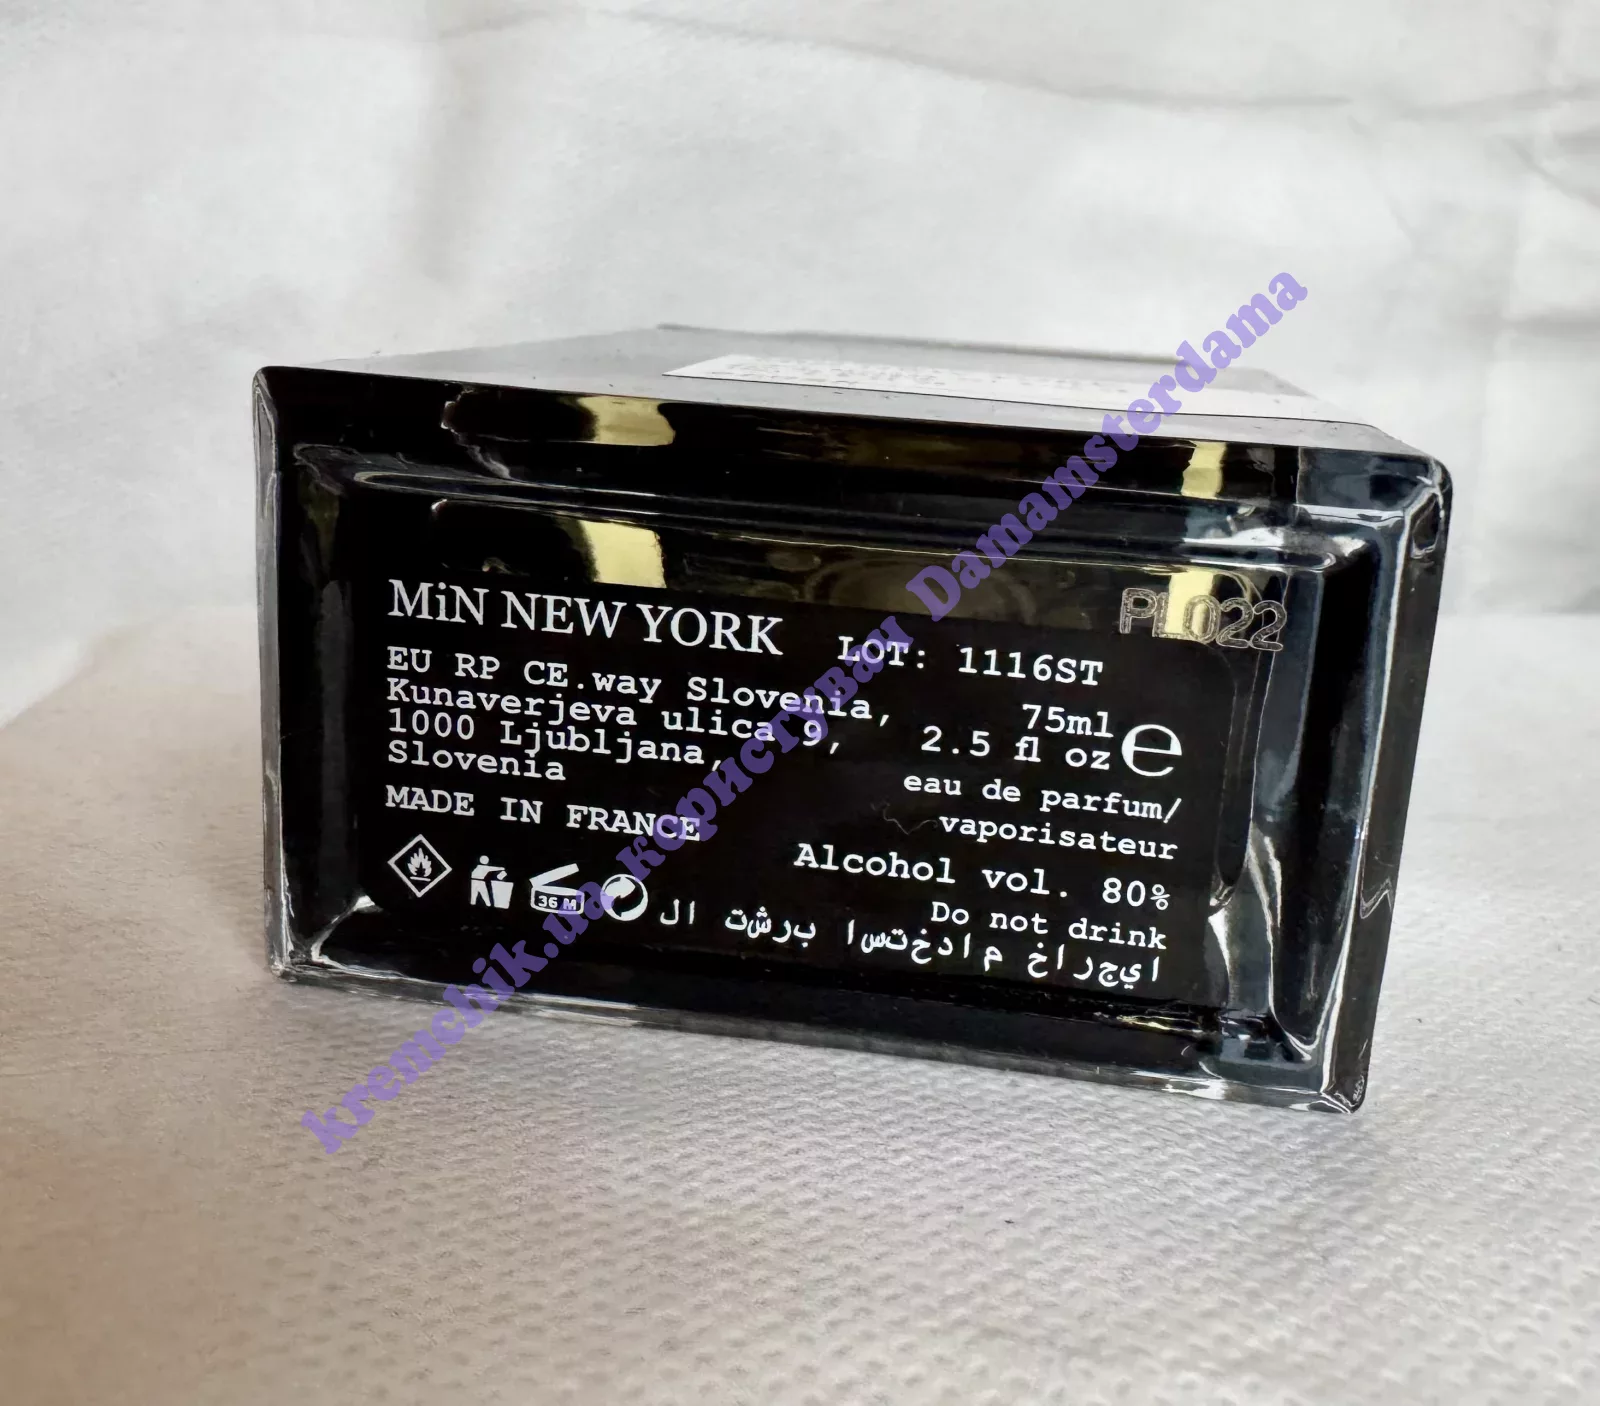 MiN NEW YORK
LOT: 1116ST
PL022
EU RP CE.way Slovenia,
Kunaverjeva ulica 9,
1000 Ljubljana,
Slovenia
MADE IN FRANCE
75ml e
2.5 fl oz
eau de parfum/
vaporisateur
Alcohol vol. 80%
Do not drink
36 M
ﻻ ت ش ر ب ا س ت خ د ا م خ ا ر ج ي ا
kremchik.ua-користувач Damamsterdama